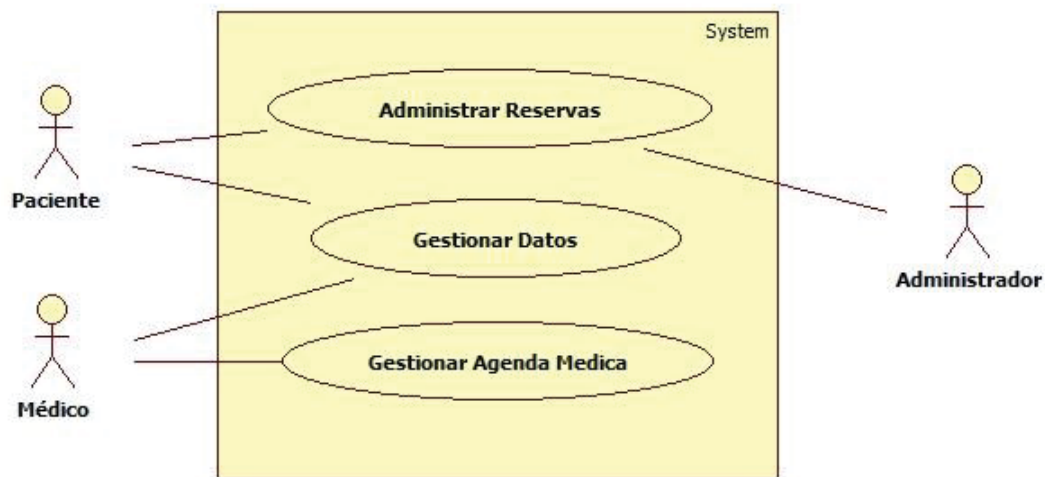 System
Administrar Reservas
Paciente
Gestionar Datos
Administrador
Gestionar Agenda Medica
Médico